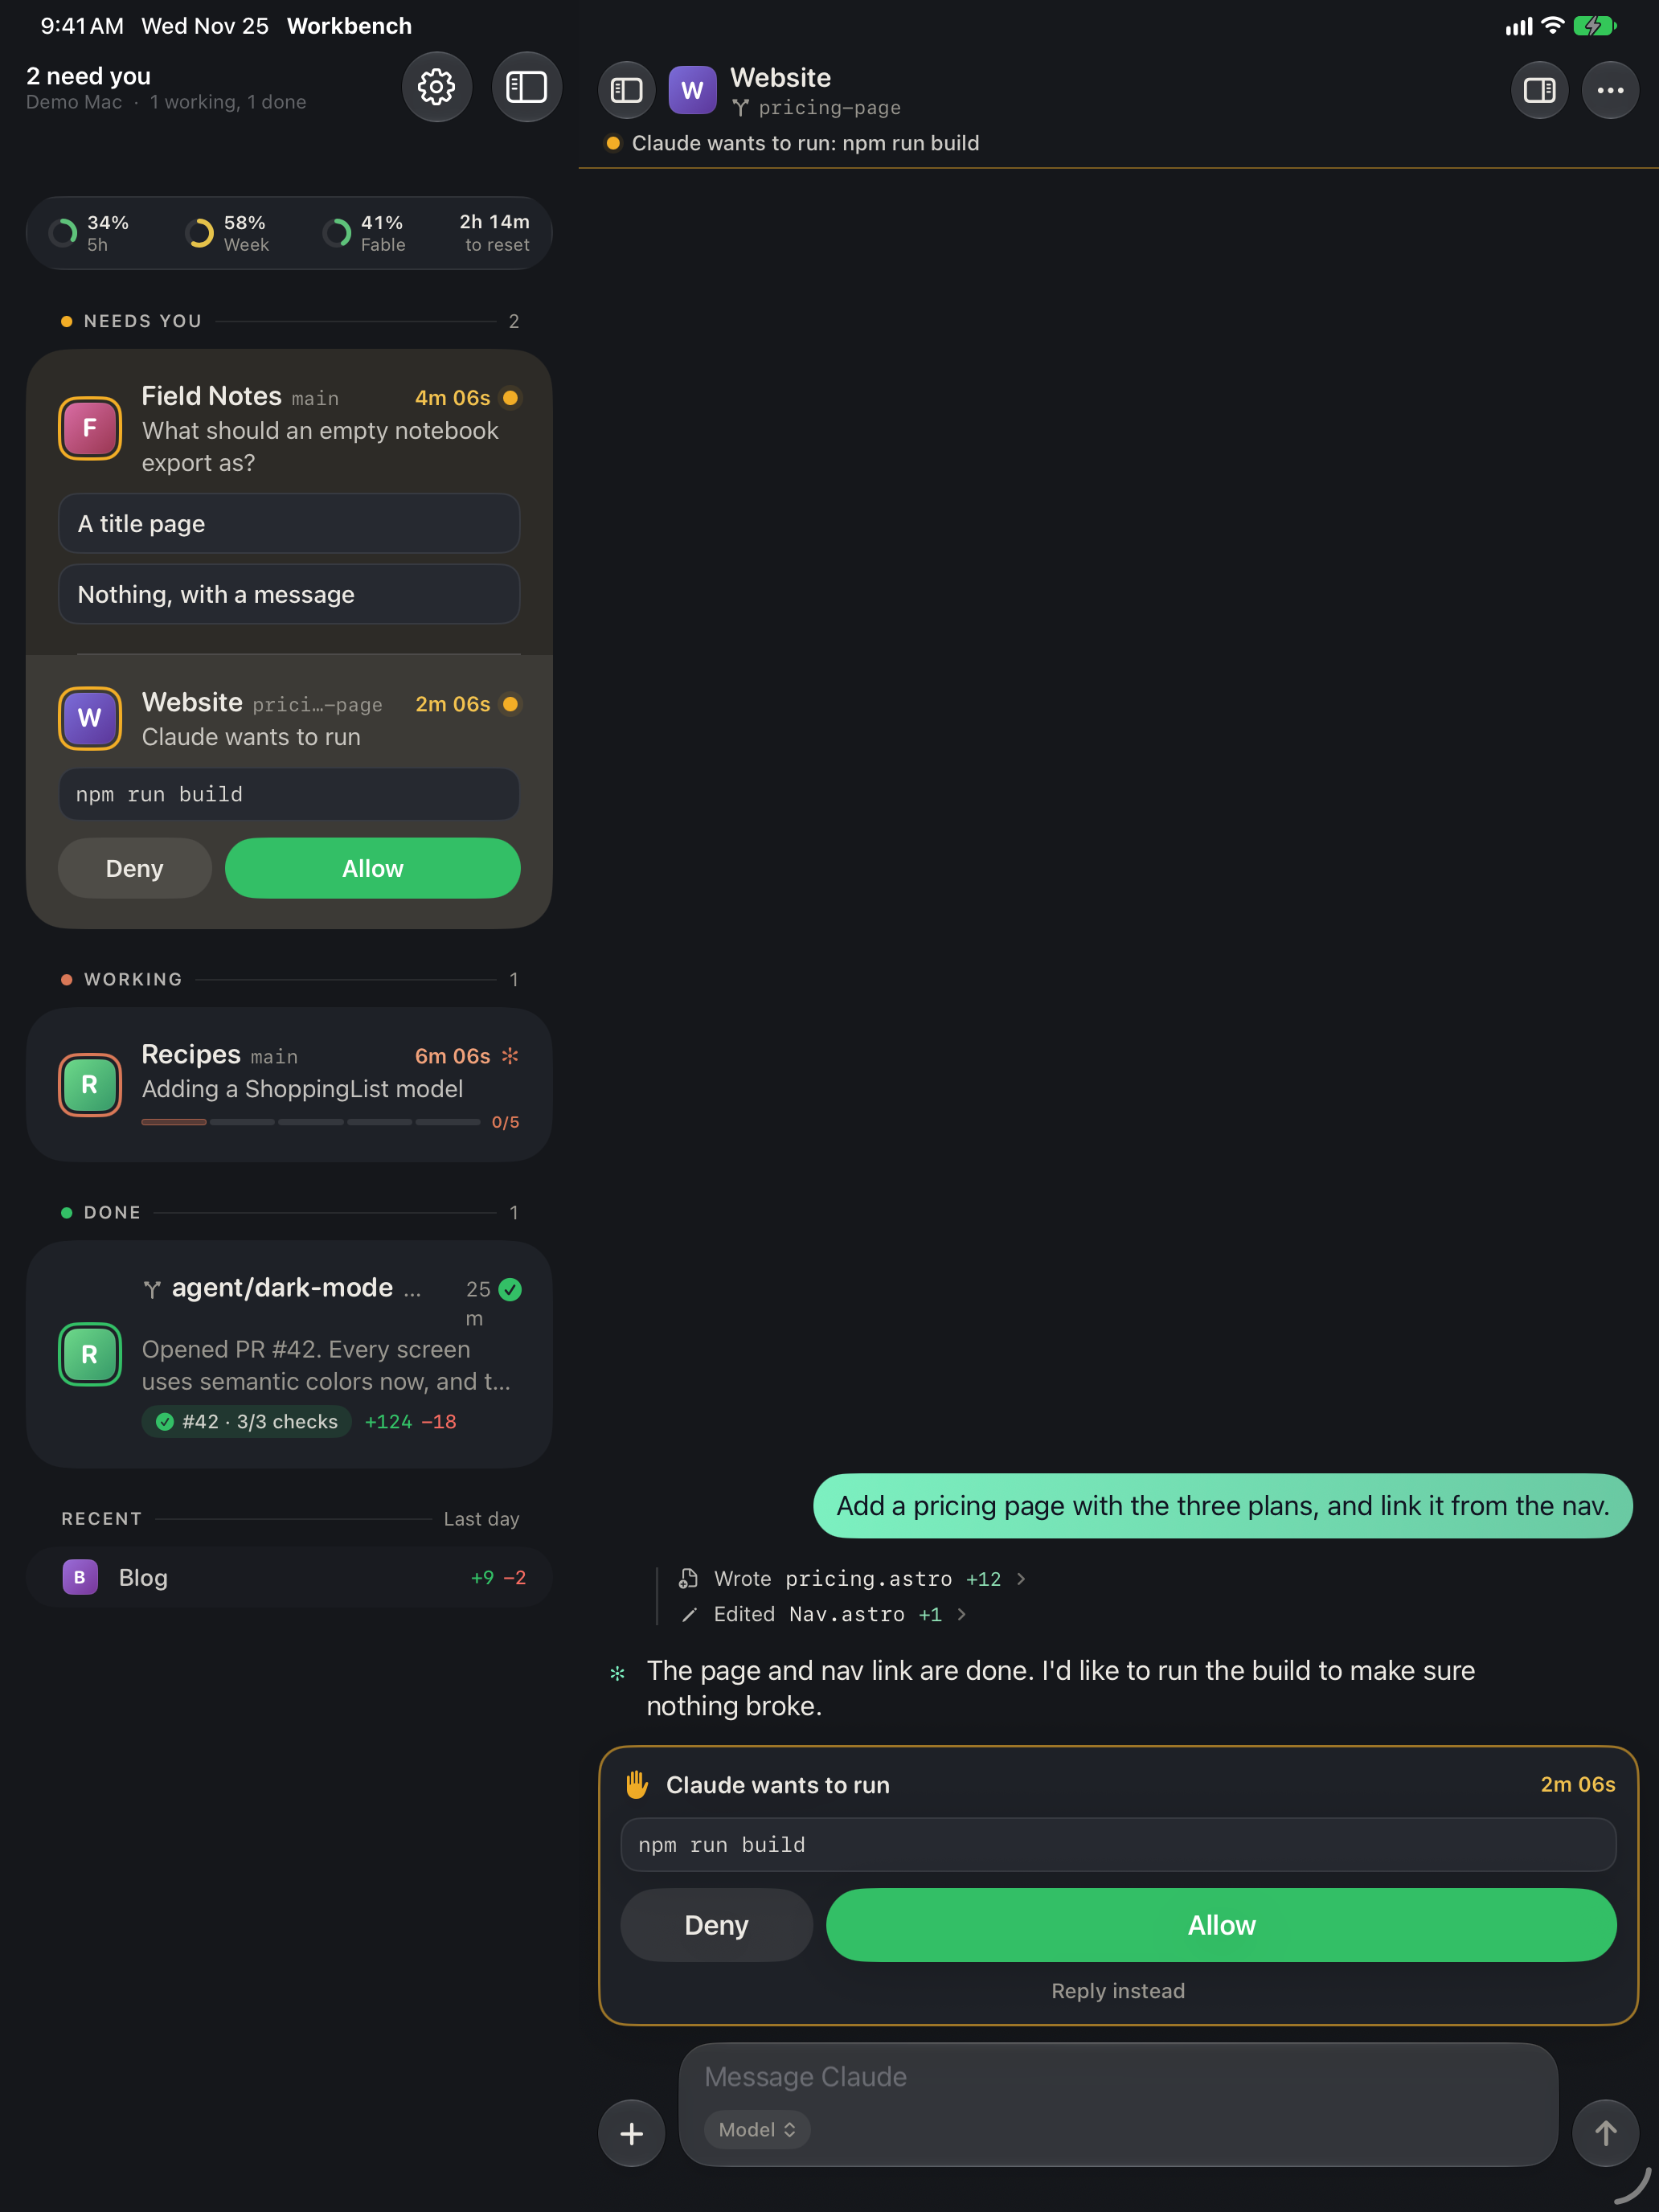 9:41 AM Wed Nov 25 Workbench
2 need you
Demo Mac · 1 working, 1 done
34%
5h
58%
Week
41%
Fable
2h 14m
to reset
NEEDS YOU 2
F
Field Notes main 4m 06s
What should an empty notebook
export as?
A title page
Nothing, with a message
W
Website prici…-page 2m 06s
Claude wants to run
npm run build
Deny Allow
WORKING 1
R
Recipes main 6m 06s
Adding a ShoppingList model
0/5
DONE 1
R
agent/dark-mode … 25
m
Opened PR #42. Every screen
uses semantic colors now, and t...
#42 · 3/3 checks +124 −18
RECENT Last day
B Blog +9 −2
W
Website
pricing-page
Claude wants to run: npm run build
Add a pricing page with the three plans, and link it from the nav.
Wrote pricing.astro +12
Edited Nav.astro +1
The page and nav link are done. I'd like to run the build to make sure
nothing broke.
Claude wants to run 2m 06s
npm run build
Deny Allow
Reply instead
Message Claude
Model